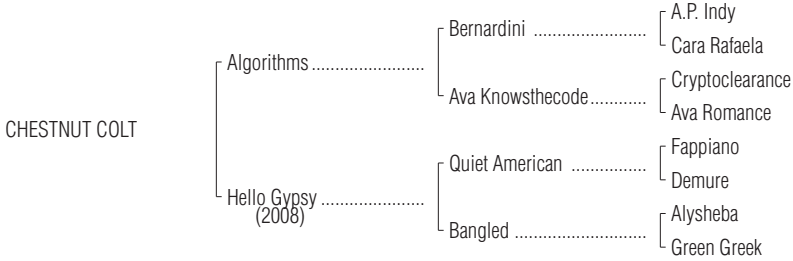 A.P. Indy
Bernardini ........................
Cara Rafaela
Algorithms ........................
Cryptoclearance
Ava Knowsthecode ............
Ava Romance
CHESTNUT COLT
Fappiano
Quiet American ................
Demure
Hello Gypsy ......................
(2008)
Alysheba
Bangled ............................
Green Greek